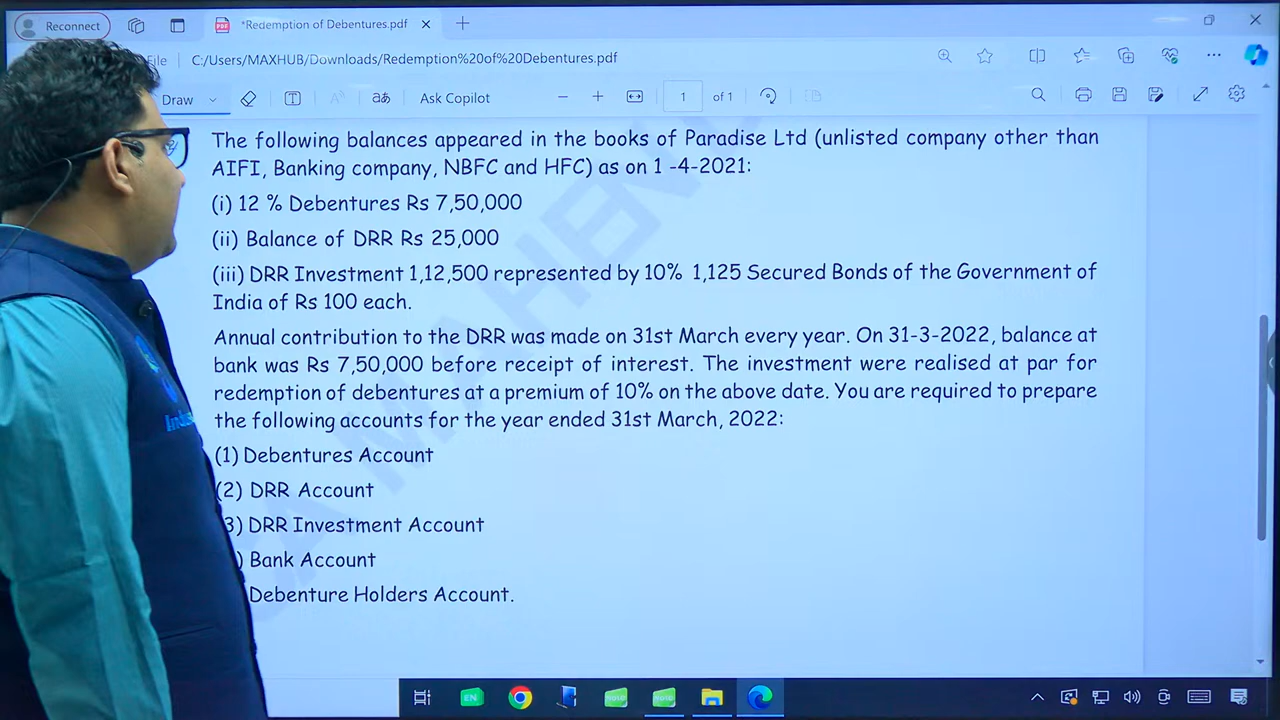 Reconnect
*Redemption of Debentures.pdf
File
C:/Users/MAXHUB/Downloads/Redemption%20of%20Debentures.pdf
Draw
Ask Copilot
1 of 1
The following balances appeared in the books of Paradise Ltd (unlisted company other than
AIFI, Banking company, NBFC and HFC) as on 1 -4-2021:
(i) 12 % Debentures Rs 7,50,000
(ii) Balance of DRR Rs 25,000
(iii) DRR Investment 1,12,500 represented by 10% 1,125 Secured Bonds of the Government of
India of Rs 100 each.
Annual contribution to the DRR was made on 31st March every year. On 31-3-2022, balance at
bank was Rs 7,50,000 before receipt of interest. The investment were realised at par for
redemption of debentures at a premium of 10% on the above date. You are required to prepare
the following accounts for the year ended 31st March, 2022:
(1) Debentures Account
(2) DRR Account
3) DRR Investment Account
) Bank Account
Debenture Holders Account.
EN